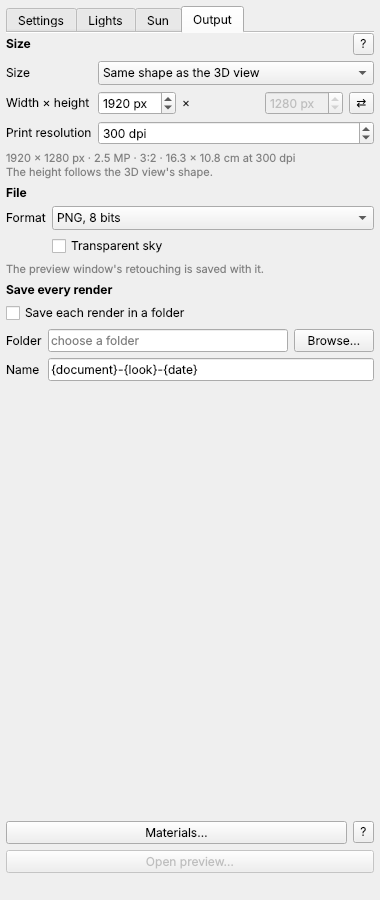 Settings Lights Sun Output
Size ?
Size Same shape as the 3D view
Width × height 1920 px × 1280 px ⇄
Print resolution 300 dpi
1920 × 1280 px · 2.5 MP · 3:2 · 16.3 × 10.8 cm at 300 dpi
The height follows the 3D view's shape.
File
Format PNG, 8 bits
Transparent sky
The preview window's retouching is saved with it.
Save every render
Save each render in a folder
Folder choose a folder Browse...
Name {document}-{look}-{date}
Materials... ?
Open preview...